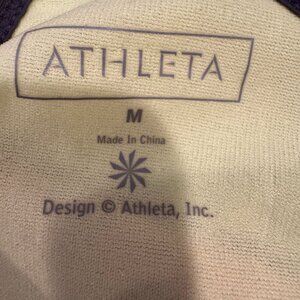 ATHLETA
M
Made In China
Design © Athleta, Inc.